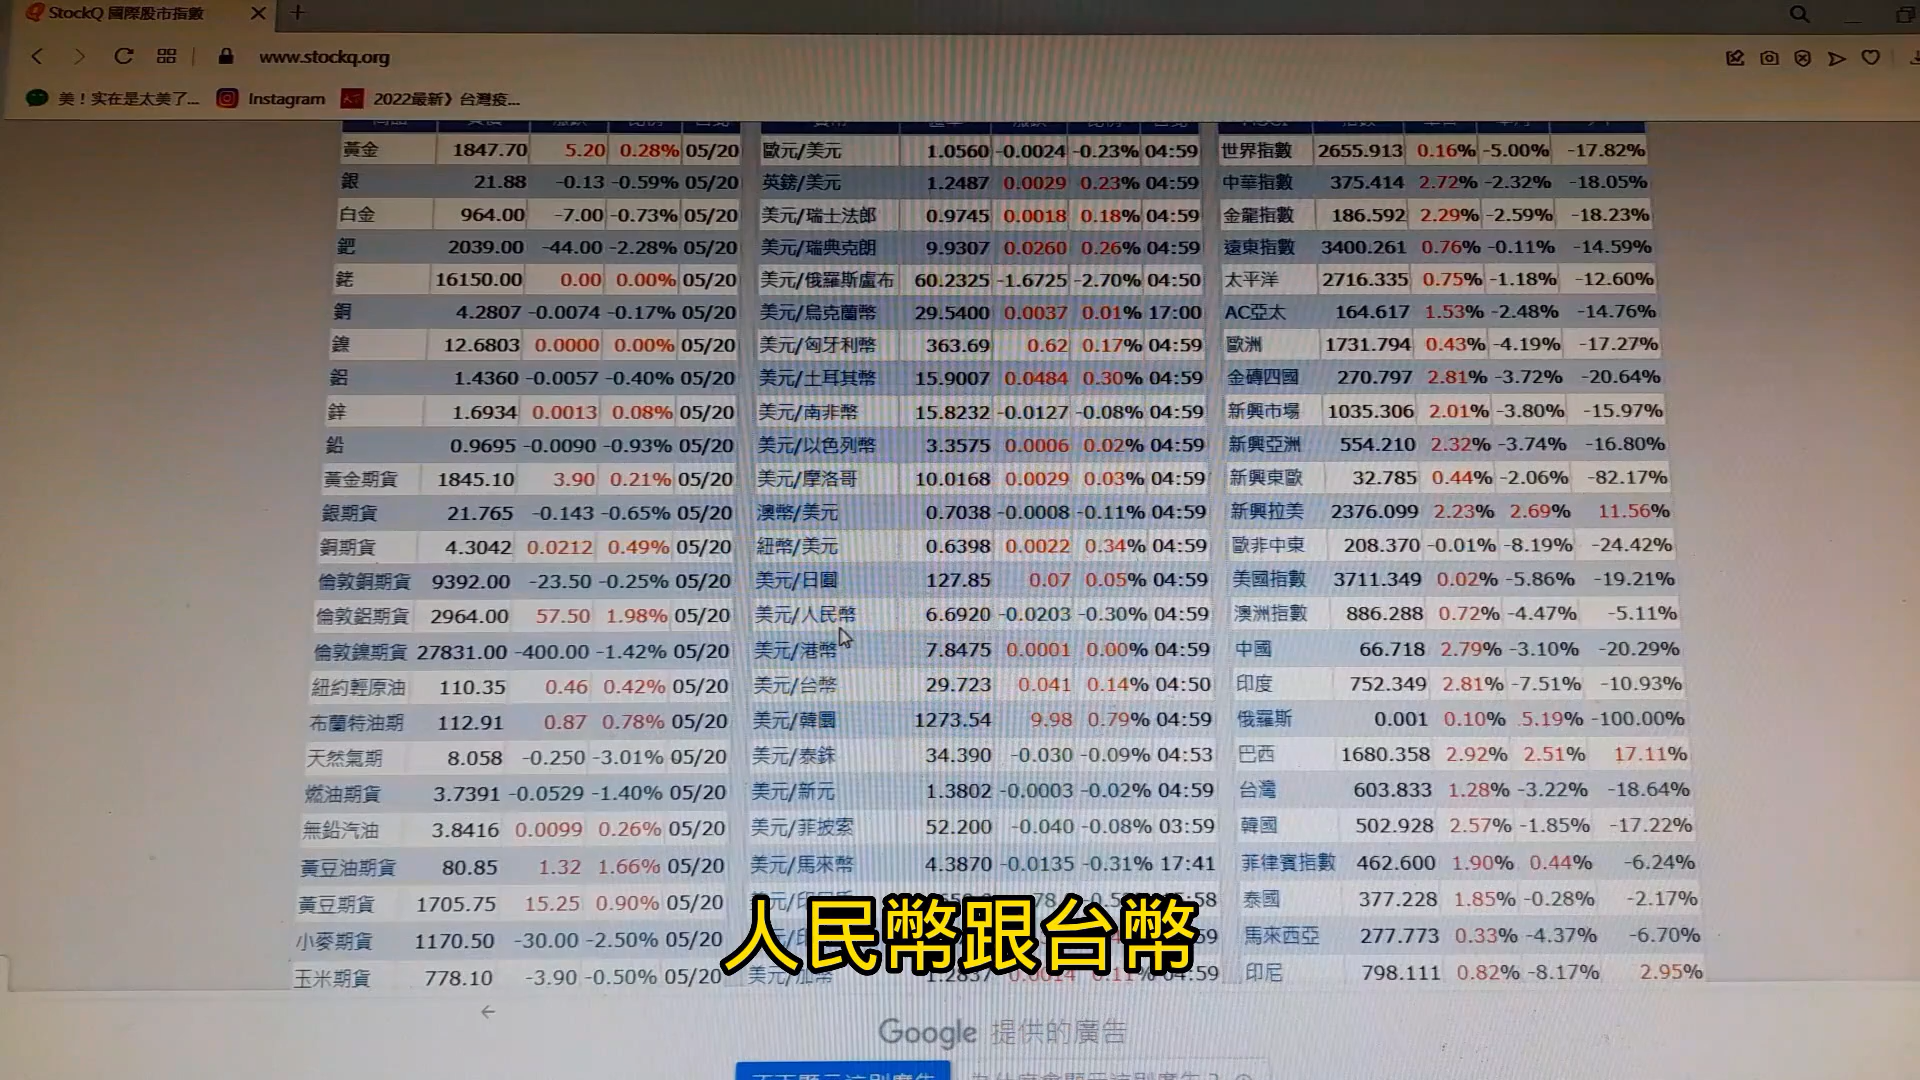 StockQ 國際股市指數
www.stockq.org
美！实在是太美了...
Instagram
2022最新》台灣疫...
黃金 1847.70 5.20 0.28% 05/20 歐元/美元 1.0560 -0.0024 -0.23% 04:59 世界指數 2655.913 0.16% -5.00% -17.82%
銀 21.88 -0.13 -0.59% 05/20 英鎊/美元 1.2487 0.0029 0.23% 04:59 中華指數 375.414 2.72% -2.32% -18.05%
白金 964.00 -7.00 -0.73% 05/20 美元/瑞士法郎 0.9745 0.0018 0.18% 04:59 金龍指數 186.592 2.29% -2.59% -18.23%
鈀 2039.00 -44.00 -2.28% 05/20 美元/瑞典克朗 9.9307 0.0260 0.26% 04:59 遠東指數 3400.261 0.76% -0.11% -14.59%
銠 16150.00 0.00 0.00% 05/20 美元/俄羅斯盧布 60.2325 -1.6725 -2.70% 04:50 太平洋 2716.335 0.75% -1.18% -12.60%
銅 4.2807 -0.0074 -0.17% 05/20 美元/烏克蘭幣 29.5400 0.0037 0.01% 17:00 AC亞太 164.617 1.53% -2.48% -14.76%
鎳 12.6803 0.0000 0.00% 05/20 美元/匈牙利幣 363.69 0.62 0.17% 04:59 歐洲 1731.794 0.43% -4.19% -17.27%
鋁 1.4360 -0.0057 -0.40% 05/20 美元/土耳其幣 15.9007 0.0484 0.30% 04:59 金磚四國 270.797 2.81% -3.72% -20.64%
鋅 1.6934 0.0013 0.08% 05/20 美元/南非幣 15.8232 -0.0127 -0.08% 04:59 新興市場 1035.306 2.01% -3.80% -15.97%
鉛 0.9695 -0.0090 -0.93% 05/20 美元/以色列幣 3.3575 0.0006 0.02% 04:59 新興亞洲 554.210 2.32% -3.74% -16.80%
黃金期貨 1845.10 3.90 0.21% 05/20 美元/摩洛哥 10.0168 0.0029 0.03% 04:59 新興東歐 32.785 0.44% -2.06% -82.17%
銀期貨 21.765 -0.143 -0.65% 05/20 澳幣/美元 0.7038 -0.0008 -0.11% 04:59 新興拉美 2376.099 2.23% 2.69% 11.56%
銅期貨 4.3042 0.0212 0.49% 05/20 紐幣/美元 0.6398 0.0022 0.34% 04:59 歐非中東 208.370 -0.01% -8.19% -24.42%
倫敦銅期貨 9392.00 -23.50 -0.25% 05/20 美元/日圓 127.85 0.07 0.05% 04:59 美國指數 3711.349 0.02% -5.86% -19.21%
倫敦鋁期貨 2964.00 57.50 1.98% 05/20 美元/人民幣 6.6920 -0.0203 -0.30% 04:59 澳洲指數 886.288 0.72% -4.47% -5.11%
倫敦鎳期貨 27831.00 -400.00 -1.42% 05/20 美元/港幣 7.8475 0.0001 0.00% 04:59 中國 66.718 2.79% -3.10% -20.29%
紐約輕原油 110.35 0.46 0.42% 05/20 美元/台幣 29.723 0.041 0.14% 04:50 印度 752.349 2.81% -7.51% -10.93%
布蘭特油期 112.91 0.87 0.78% 05/20 美元/韓圜 1273.54 9.98 0.79% 04:59 俄羅斯 0.001 0.10% 5.19% -100.00%
天然氣期 8.058 -0.250 -3.01% 05/20 美元/泰銖 34.390 -0.030 -0.09% 04:53 巴西 1680.358 2.92% 2.51% 17.11%
燃油期貨 3.7391 -0.0529 -1.40% 05/20 美元/新元 1.3802 -0.0003 -0.02% 04:59 台灣 603.833 1.28% -3.22% -18.64%
無鉛汽油 3.8416 0.0099 0.26% 05/20 美元/菲披索 52.200 -0.040 -0.08% 03:59 韓國 502.928 2.57% -1.85% -17.22%
黃豆油期貨 80.85 1.32 1.66% 05/20 美元/馬來幣 4.3870 -0.0135 -0.31% 17:41 菲律賓指數 462.600 1.90% 0.44% -6.24%
黃豆期貨 1705.75 15.25 0.90% 05/20 泰國 377.228 1.85% -0.28% -2.17%
小麥期貨 1170.50 -30.00 -2.50% 05/20 馬來西亞 277.773 0.33% -4.37% -6.70%
玉米期貨 778.10 -3.90 -0.50% 05/20 美元/加幣 04:59 印尼 798.111 0.82% -8.17% 2.95%
人民幣跟台幣
Google 提供的廣告